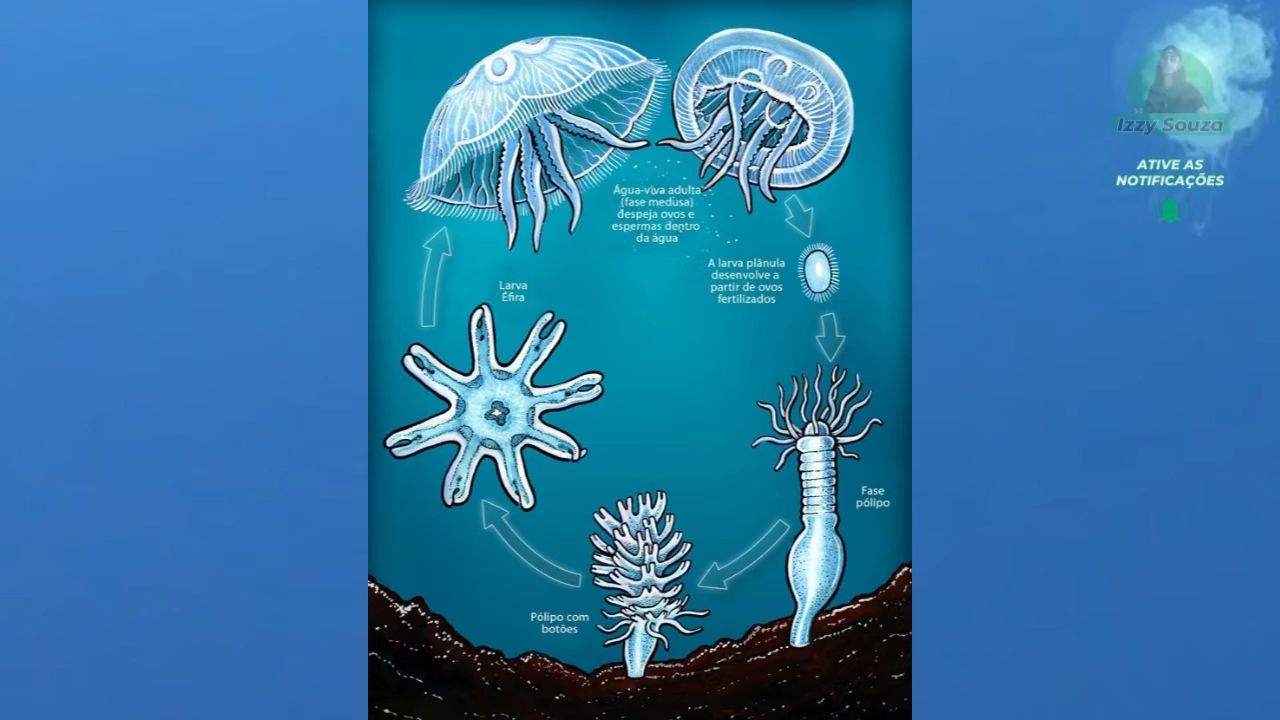 Izzy Souza
ATIVE AS
NOTIFICAÇÕES
Água-viva adulta
(fase medusa)
despeja ovos e
espermas dentro
da água
A larva plânula
desenvolve a
partir de ovos
fertilizados
Larva
Éfira
Fase
pólipo
Pólipo com
botões